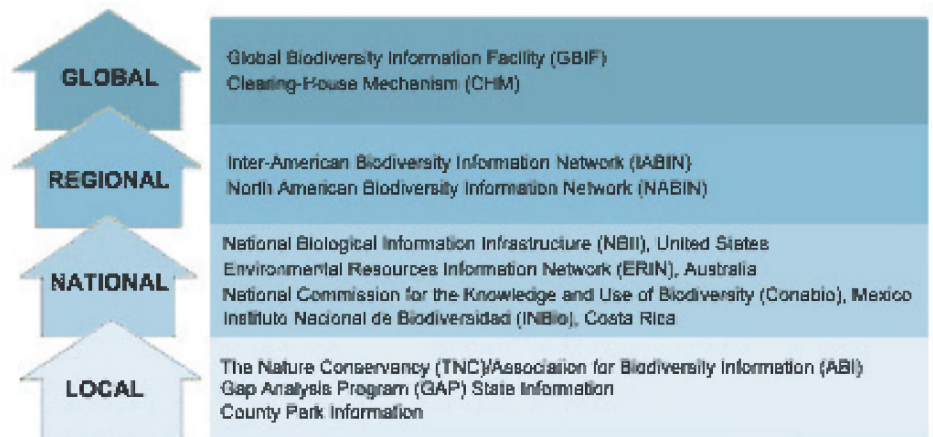 GLOBAL
Global Biodiversity Information Facility (GBIF)
Clearing-House Mechanism (CHM)
REGIONAL
Inter-American Biodiversity Information Network (IABIN)
North American Biodiversity Information Network (NABIN)
NATIONAL
National Biological Information Infrastructure (NBII), United States
Environmental Resources Information Network (ERIN), Australia
National Commission for the Knowledge and Use of Biodiversity (Conabio), Mexico
Instituto Nacional de Biodiversidad (INBio), Costa Rica
LOCAL
The Nature Conservancy (TNC)/Association for Biodiversity Information (ABI)
Gap Analysis Program (GAP) State Information
County Park Information